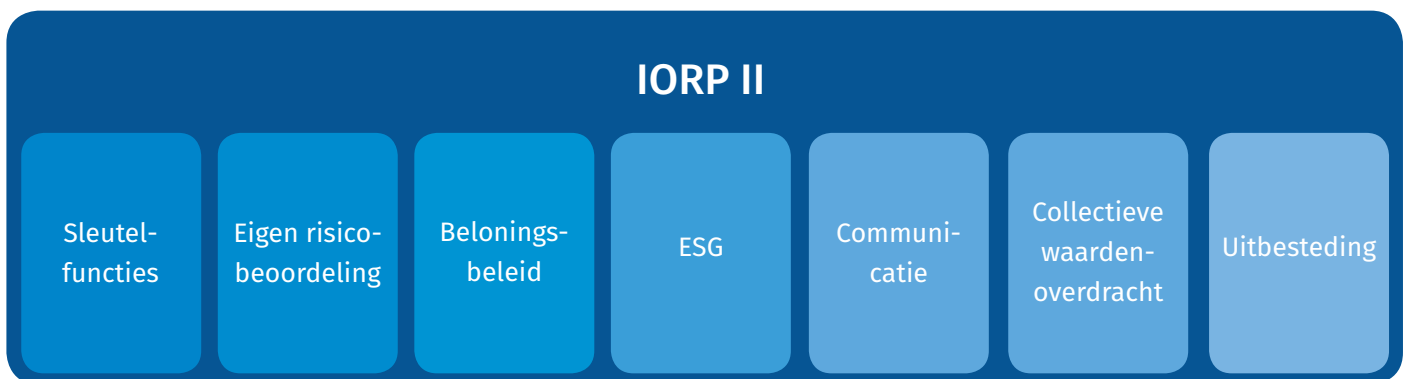 IORP II
Sleutel-
functies
Eigen risico-
beoordeling
Belonings-
beleid
ESG
Communi-
catie
Collectieve
waarden-
overdracht
Uitbesteding